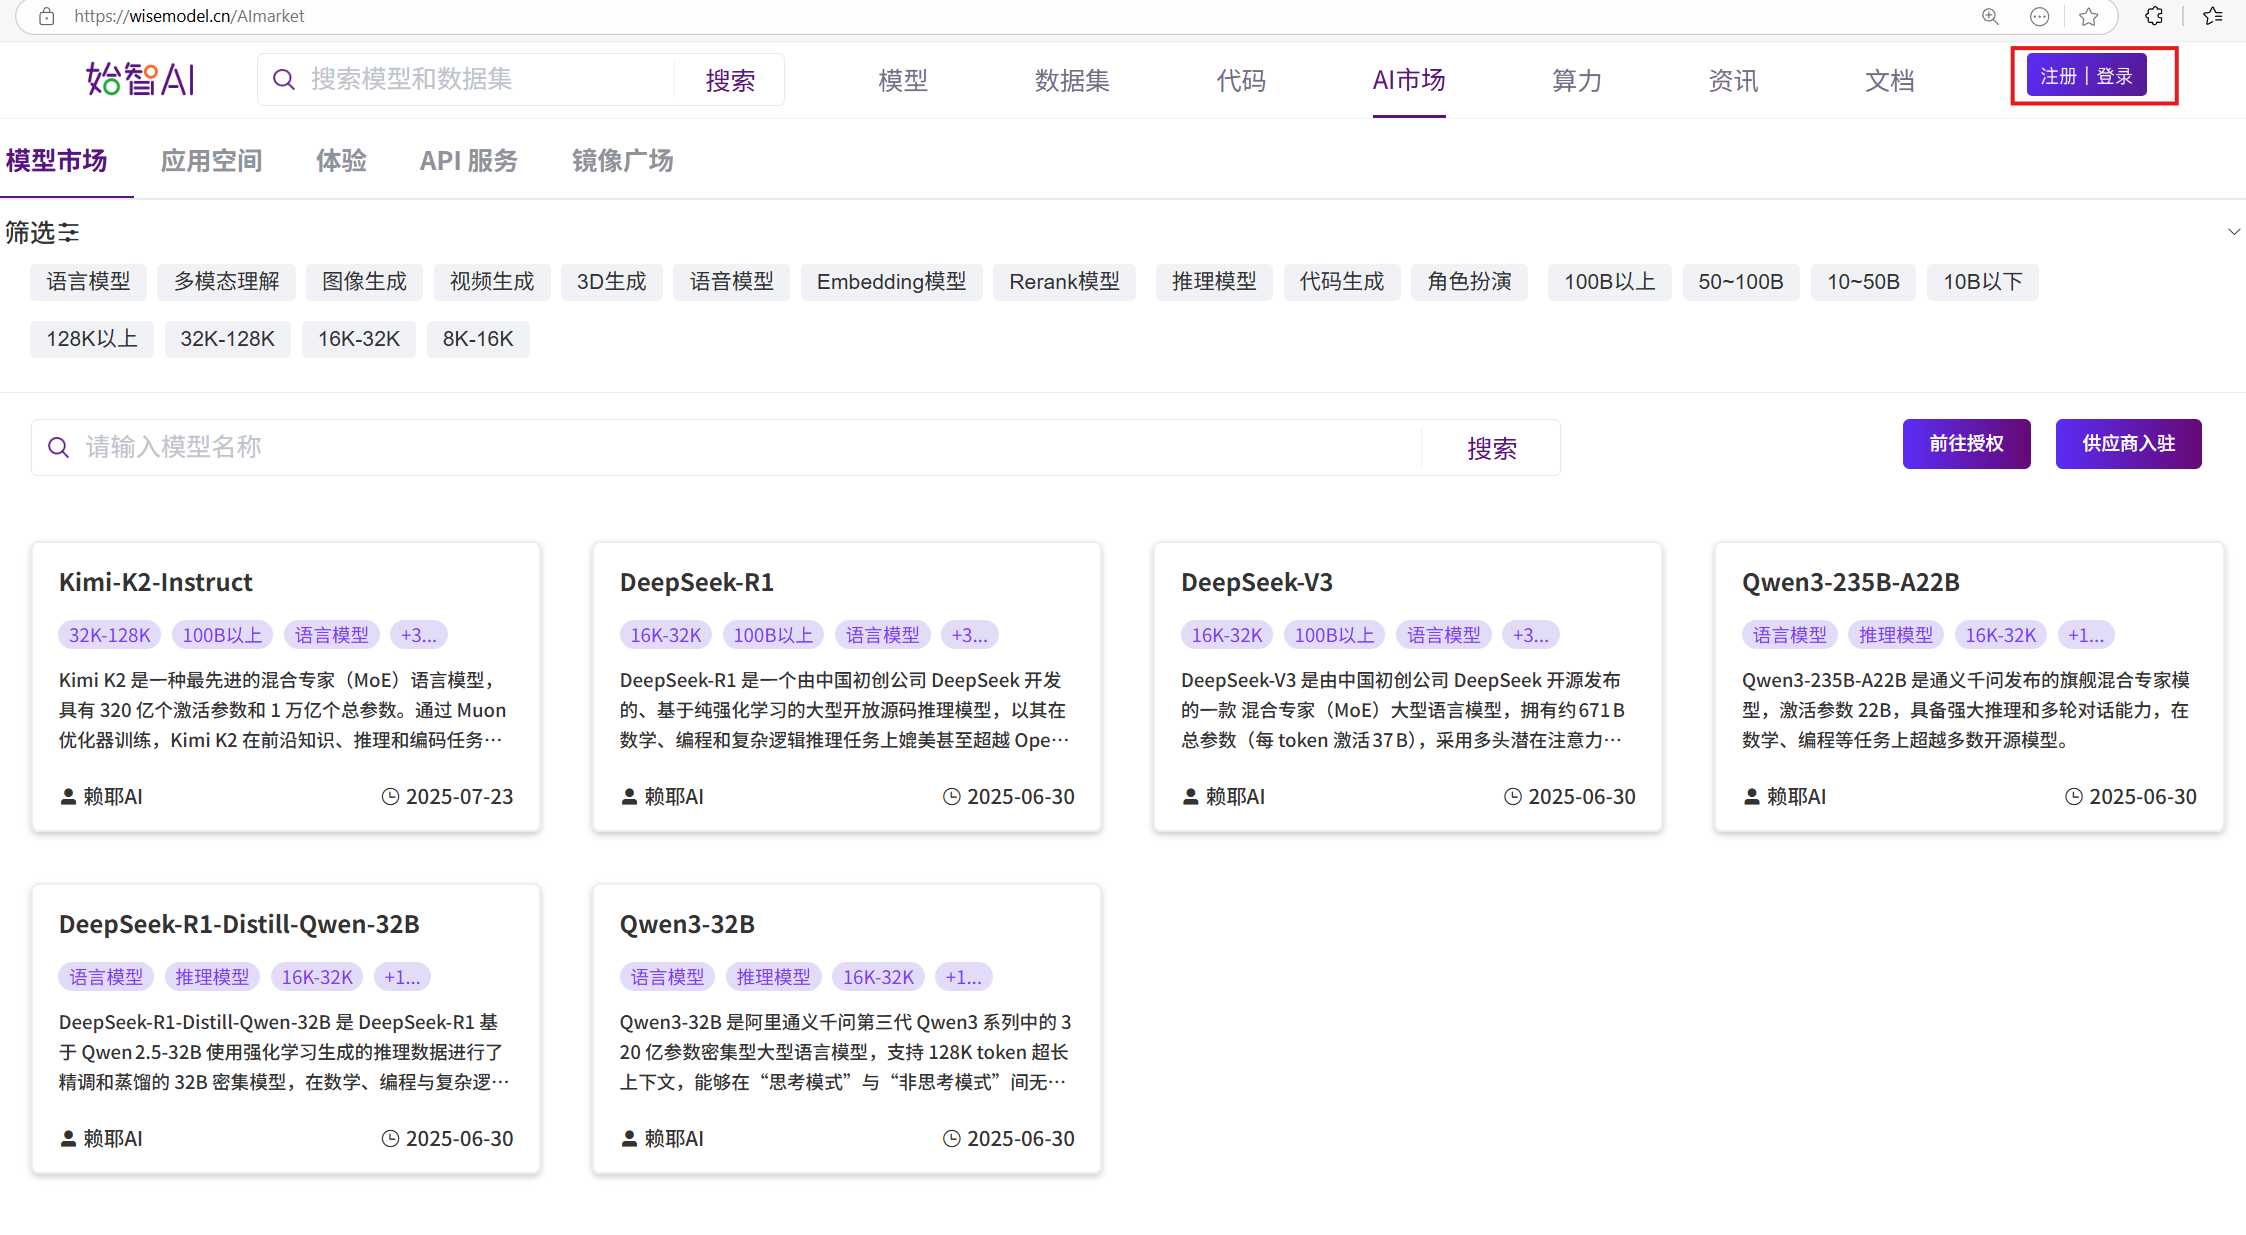 https://wisemodel.cn/AImarket
始智AI
搜索模型和数据集
搜索
模型
数据集
代码
AI市场
算力
资讯
文档
注册 | 登录
模型市场
应用空间
体验
API 服务
镜像广场
筛选
语言模型
多模态理解
图像生成
视频生成
3D生成
语音模型
Embedding模型
Rerank模型
推理模型
代码生成
角色扮演
100B以上
50~100B
10~50B
10B以下
128K以上
32K-128K
16K-32K
8K-16K
请输入模型名称
搜索
前往授权
供应商入驻
Kimi-K2-Instruct
32K-128K
100B以上
语言模型
+3...
Kimi K2 是一种最先进的混合专家（MoE）语言模型，
具有 320 亿个激活参数和 1 万亿个总参数。通过 Muon
优化器训练，Kimi K2 在前沿知识、推理和编码任务…
赖耶AI
2025-07-23
DeepSeek-R1
16K-32K
100B以上
语言模型
+3...
DeepSeek-R1 是一个由中国初创公司 DeepSeek 开发
的、基于纯强化学习的大型开放源码推理模型，以其在
数学、编程和复杂逻辑推理任务上媲美甚至超越 Ope…
赖耶AI
2025-06-30
DeepSeek-V3
16K-32K
100B以上
语言模型
+3...
DeepSeek-V3 是由中国初创公司 DeepSeek 开源发布
的一款 混合专家（MoE）大型语言模型，拥有约 671 B
总参数（每 token 激活 37 B），采用多头潜在注意力…
赖耶AI
2025-06-30
Qwen3-235B-A22B
语言模型
推理模型
16K-32K
+1...
Qwen3-235B-A22B 是通义千问发布的旗舰混合专家模
型，激活参数 22B，具备强大推理和多轮对话能力，在
数学、编程等任务上超越多数开源模型。
赖耶AI
2025-06-30
DeepSeek-R1-Distill-Qwen-32B
语言模型
推理模型
16K-32K
+1...
DeepSeek-R1-Distill-Qwen-32B 是 DeepSeek-R1 基
于 Qwen 2.5-32B 使用强化学习生成的推理数据进行了
精调和蒸馏的 32B 密集模型，在数学、编程与复杂逻…
赖耶AI
2025-06-30
Qwen3-32B
语言模型
推理模型
16K-32K
+1...
Qwen3-32B 是阿里通义千问第三代 Qwen3 系列中的 3
20 亿参数密集型大型语言模型，支持 128K token 超长
上下文，能够在“思考模式”与“非思考模式”间无…
赖耶AI
2025-06-30